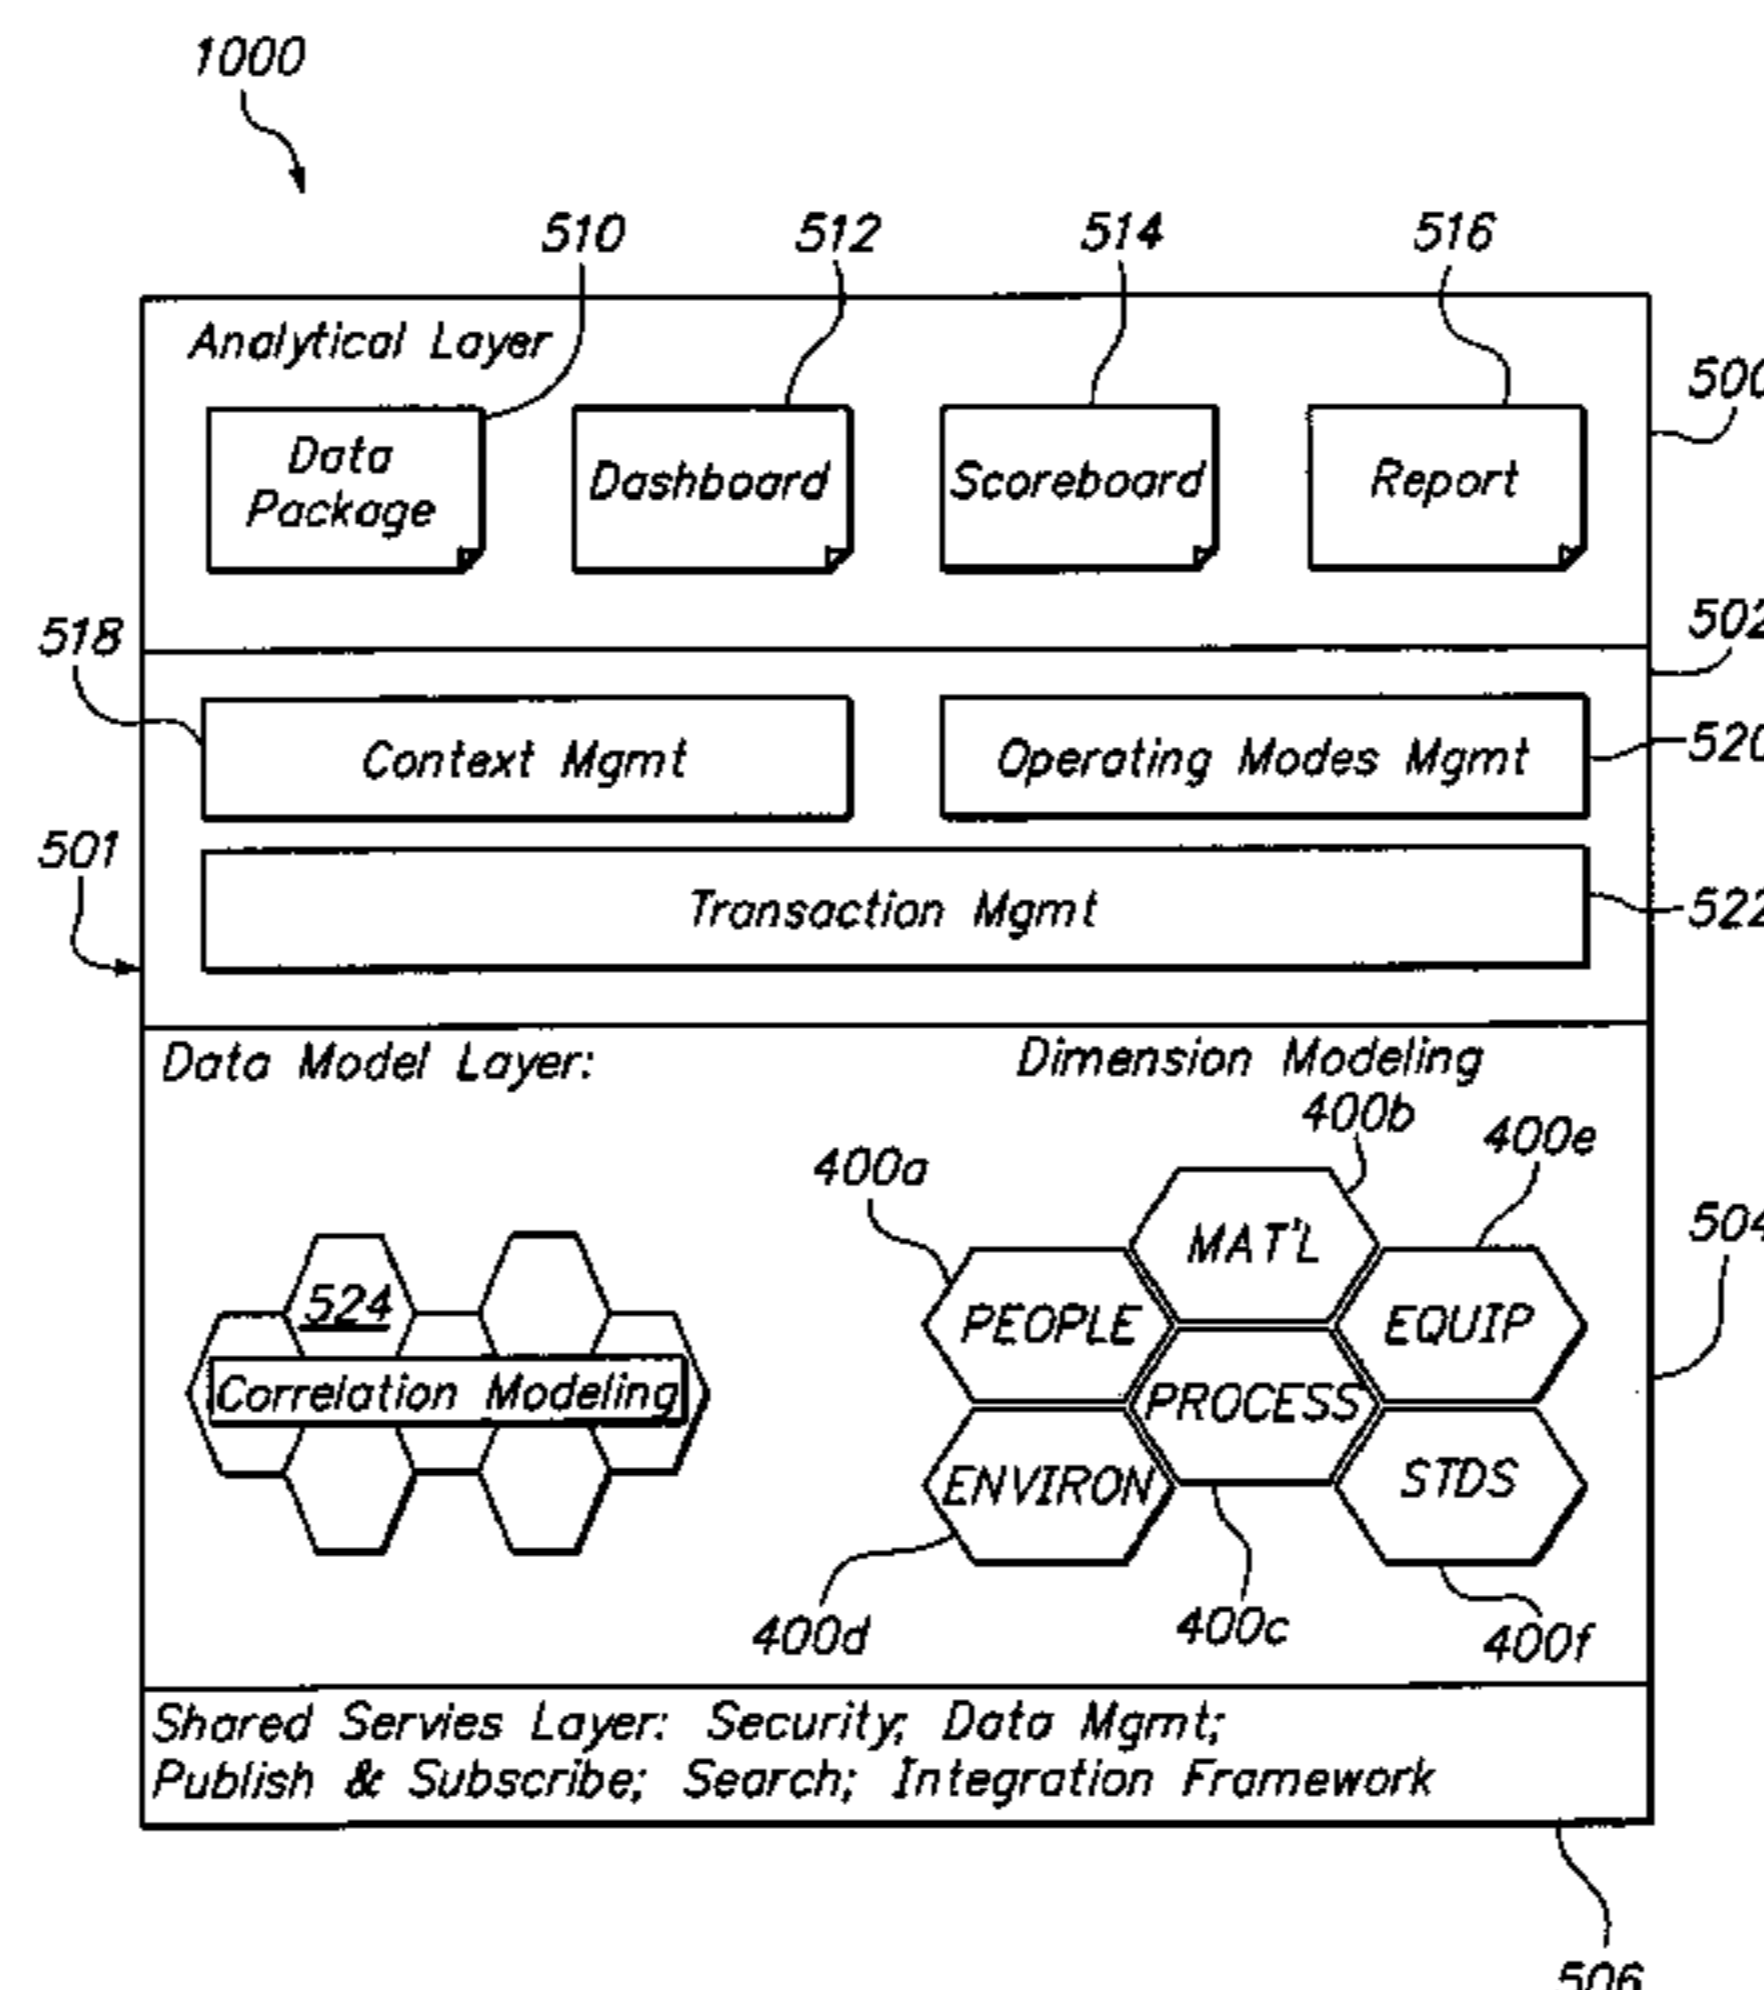 1000
510
512
514
516
Analytical Layer
500
Data
Package
Dashboard
Scoreboard
Report
518
502
Context Mgmt
Operating Modes Mgmt
520
501
Transaction Mgmt
522
Data Model Layer:
Dimension Modeling
400b
400e
400a
MAT'L
504
PEOPLE
EQUIP
524
Correlation Modeling
PROCESS
ENVIRON
STDS
400d
400c
400f
Shared Servies Layer: Security; Data Mgmt;
Publish & Subscribe; Search; Integration Framework
506